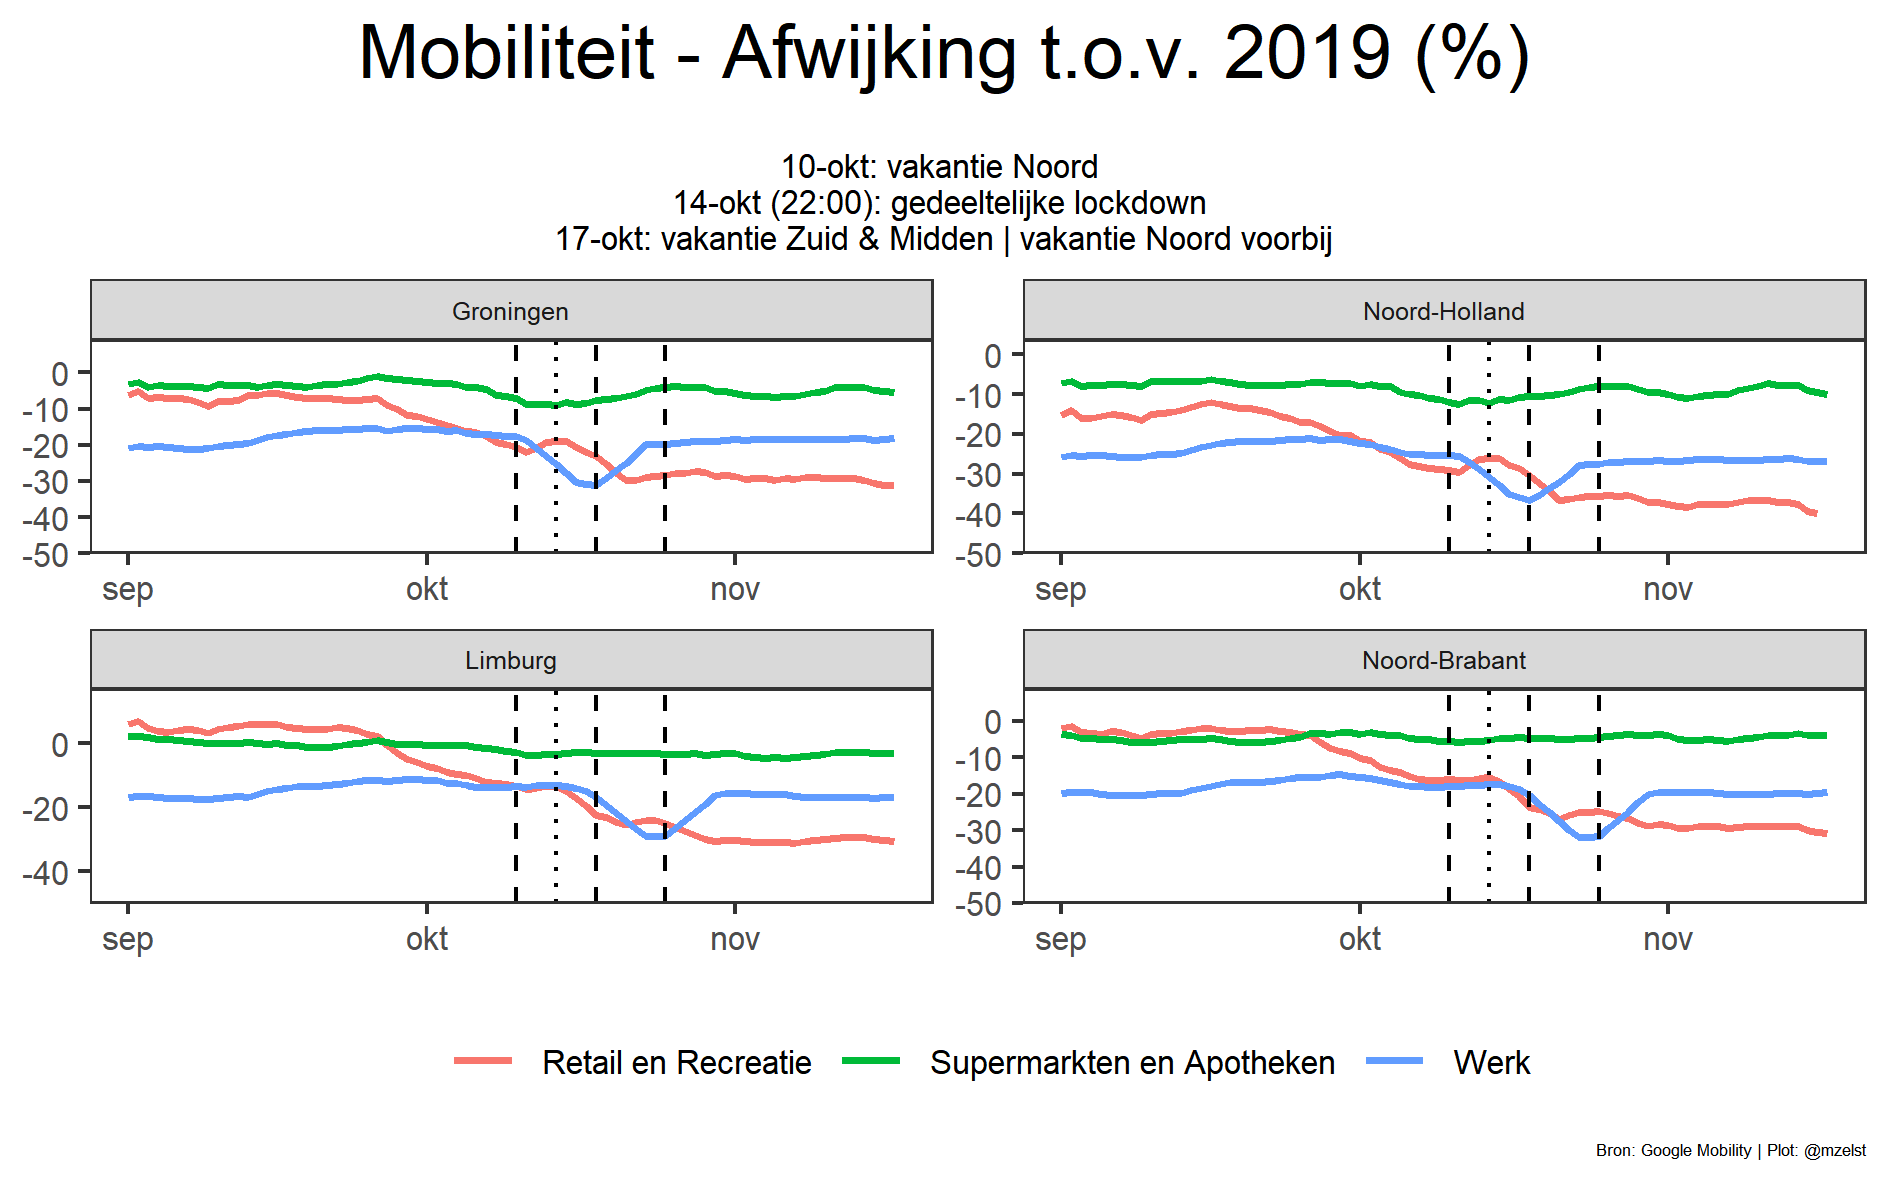 Mobiliteit - Afwijking t.o.v. 2019 (%)
10-okt: vakantie Noord
14-okt (22:00): gedeeltelijke lockdown
17-okt: vakantie Zuid & Midden | vakantie Noord voorbij
Groningen
0
-10
-20
-30
-40
-50
sep okt nov
Noord-Holland
0
-10
-20
-30
-40
-50
sep okt nov
Limburg
0
-20
-40
sep okt nov
Noord-Brabant
0
-10
-20
-30
-40
-50
sep okt nov
Retail en Recreatie Supermarkten en Apotheken Werk
Bron: Google Mobility | Plot: @mzelst